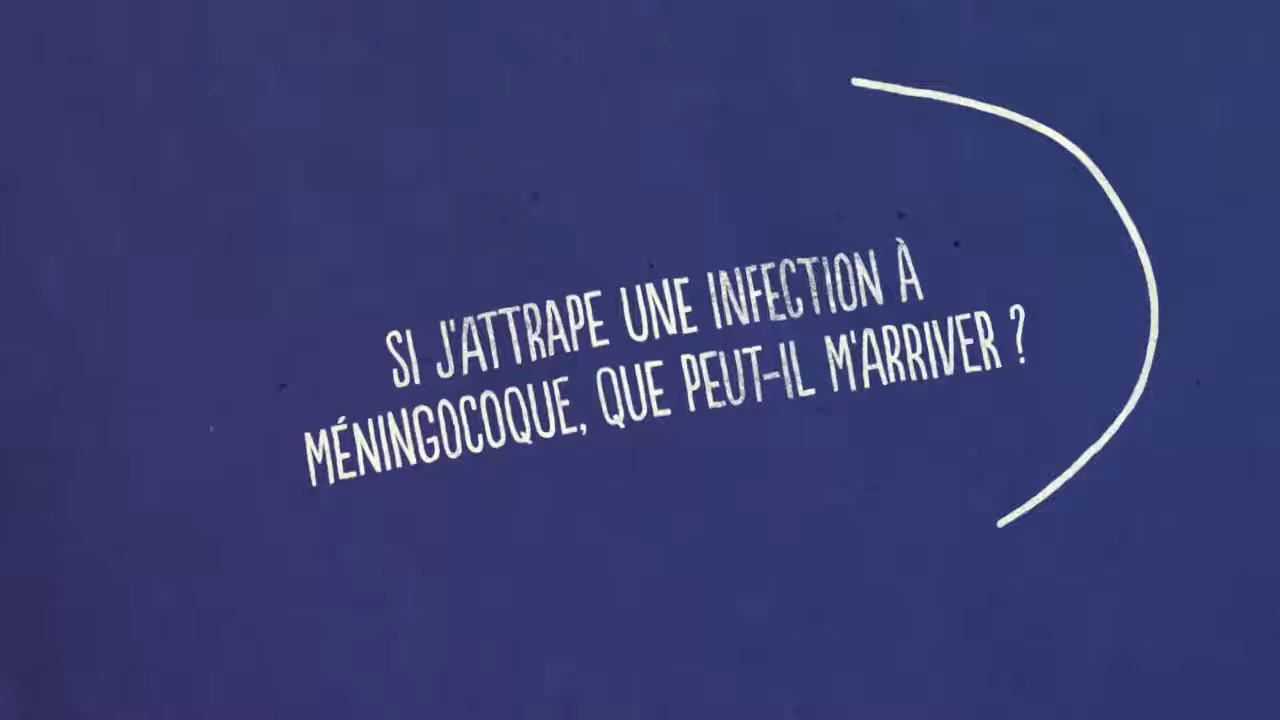 SI J'ATTRAPE UNE INFECTION À
MÉNINGOCOQUE, QUE PEUT-IL M'ARRIVER ?